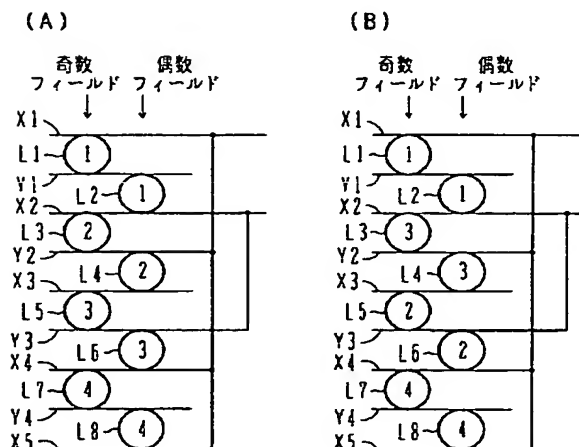 (A)
奇数 偶数
フィールド フィールド
X1
L1 1
Y1
L2 1
X2
L3 2
Y2
L4 2
X3
L5 3
Y3
L6 3
X4
L7 4
Y4
L8 4
X5
(B)
奇数 偶数
フィールド フィールド
X1
L1 1
Y1
L2 1
X2
L3 3
Y2
L4 3
X3
L5 2
Y3
L6 2
X4
L7 4
Y4
L8 4
X5